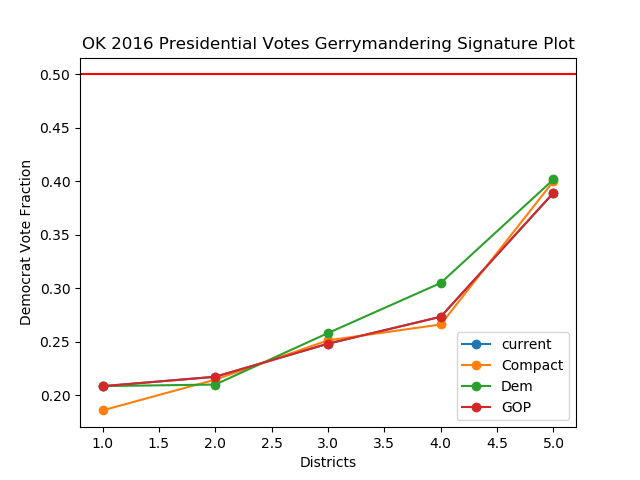 OK 2016 Presidential Votes Gerrymandering Signature Plot
0.50
0.45
0.40
0.35
0.30
0.25
0.20
Democrat Vote Fraction
current
Compact
Dem
GOP
1.0 1.5 2.0 2.5 3.0 3.5 4.0 4.5 5.0
Districts